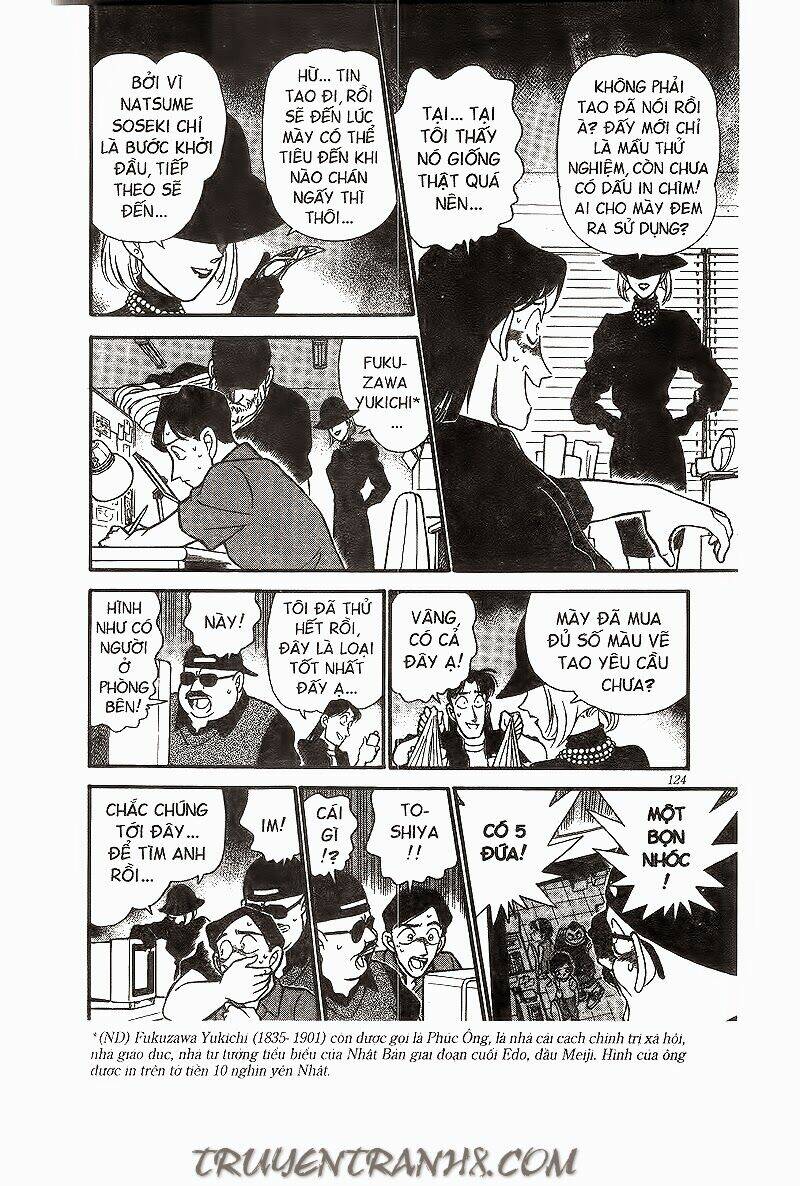 KHÔNG PHẢI
TAO ĐÃ NÓI RỒI
À? ĐẤY MỚI CHỈ
LÀ MẪU THỬ
NGHIỆM, CÒN CHƯA
CÓ DẤU IN CHÌM!
AI CHO MÀY ĐEM
RA SỬ DỤNG?
TẠI... TẠI
TÔI THẤY
NÓ GIỐNG
THẬT QUÁ
NÊN...
HỪ... TIN
TAO ĐI, RỒI
SẼ ĐẾN LÚC
MÀY CÓ THỂ
TIÊU ĐẾN KHI
NÀO CHÁN
NGẤY THÌ
THÔI...
BỞI VÌ
NATSUME
SOSEKI CHỈ
LÀ BƯỚC KHỞI
ĐẦU, TIẾP
THEO SẼ
ĐẾN...
FUKU-
ZAWA
YUKICHI*
...
MÀY ĐÃ MUA
ĐỦ SỐ MÀU VẼ
TAO YÊU CẦU
CHƯA?
VÂNG,
CÓ CẢ
ĐÂY Ạ!
TÔI ĐÃ THỬ
HẾT RỒI,
ĐÂY LÀ LOẠI
TỐT NHẤT
ĐẤY Ạ...
NÀY!
HÌNH
NHƯ CÓ
NGƯỜI
Ở
PHÒNG
BÊN!
124
MỘT
BỌN
NHÓC
!
CÓ 5
ĐỨA!
TO-
SHIYA
!!
CÁI
GÌ
!?
IM!
CHẮC CHÚNG
TỚI ĐÂY...
ĐỂ TÌM ANH
RỒI...
*(ND) Fukuzawa Yukichi (1835-1901) còn được gọi là Phúc Ông, là nhà cải cách chính trị xã hội,
nhà giáo dục, nhà tư tưởng tiêu biểu của Nhật Bản giai đoạn cuối Edo, đầu Meiji. Hình của ông
được in trên tờ tiền 10 nghìn yên Nhật.
TRUYENTRANH8.COM